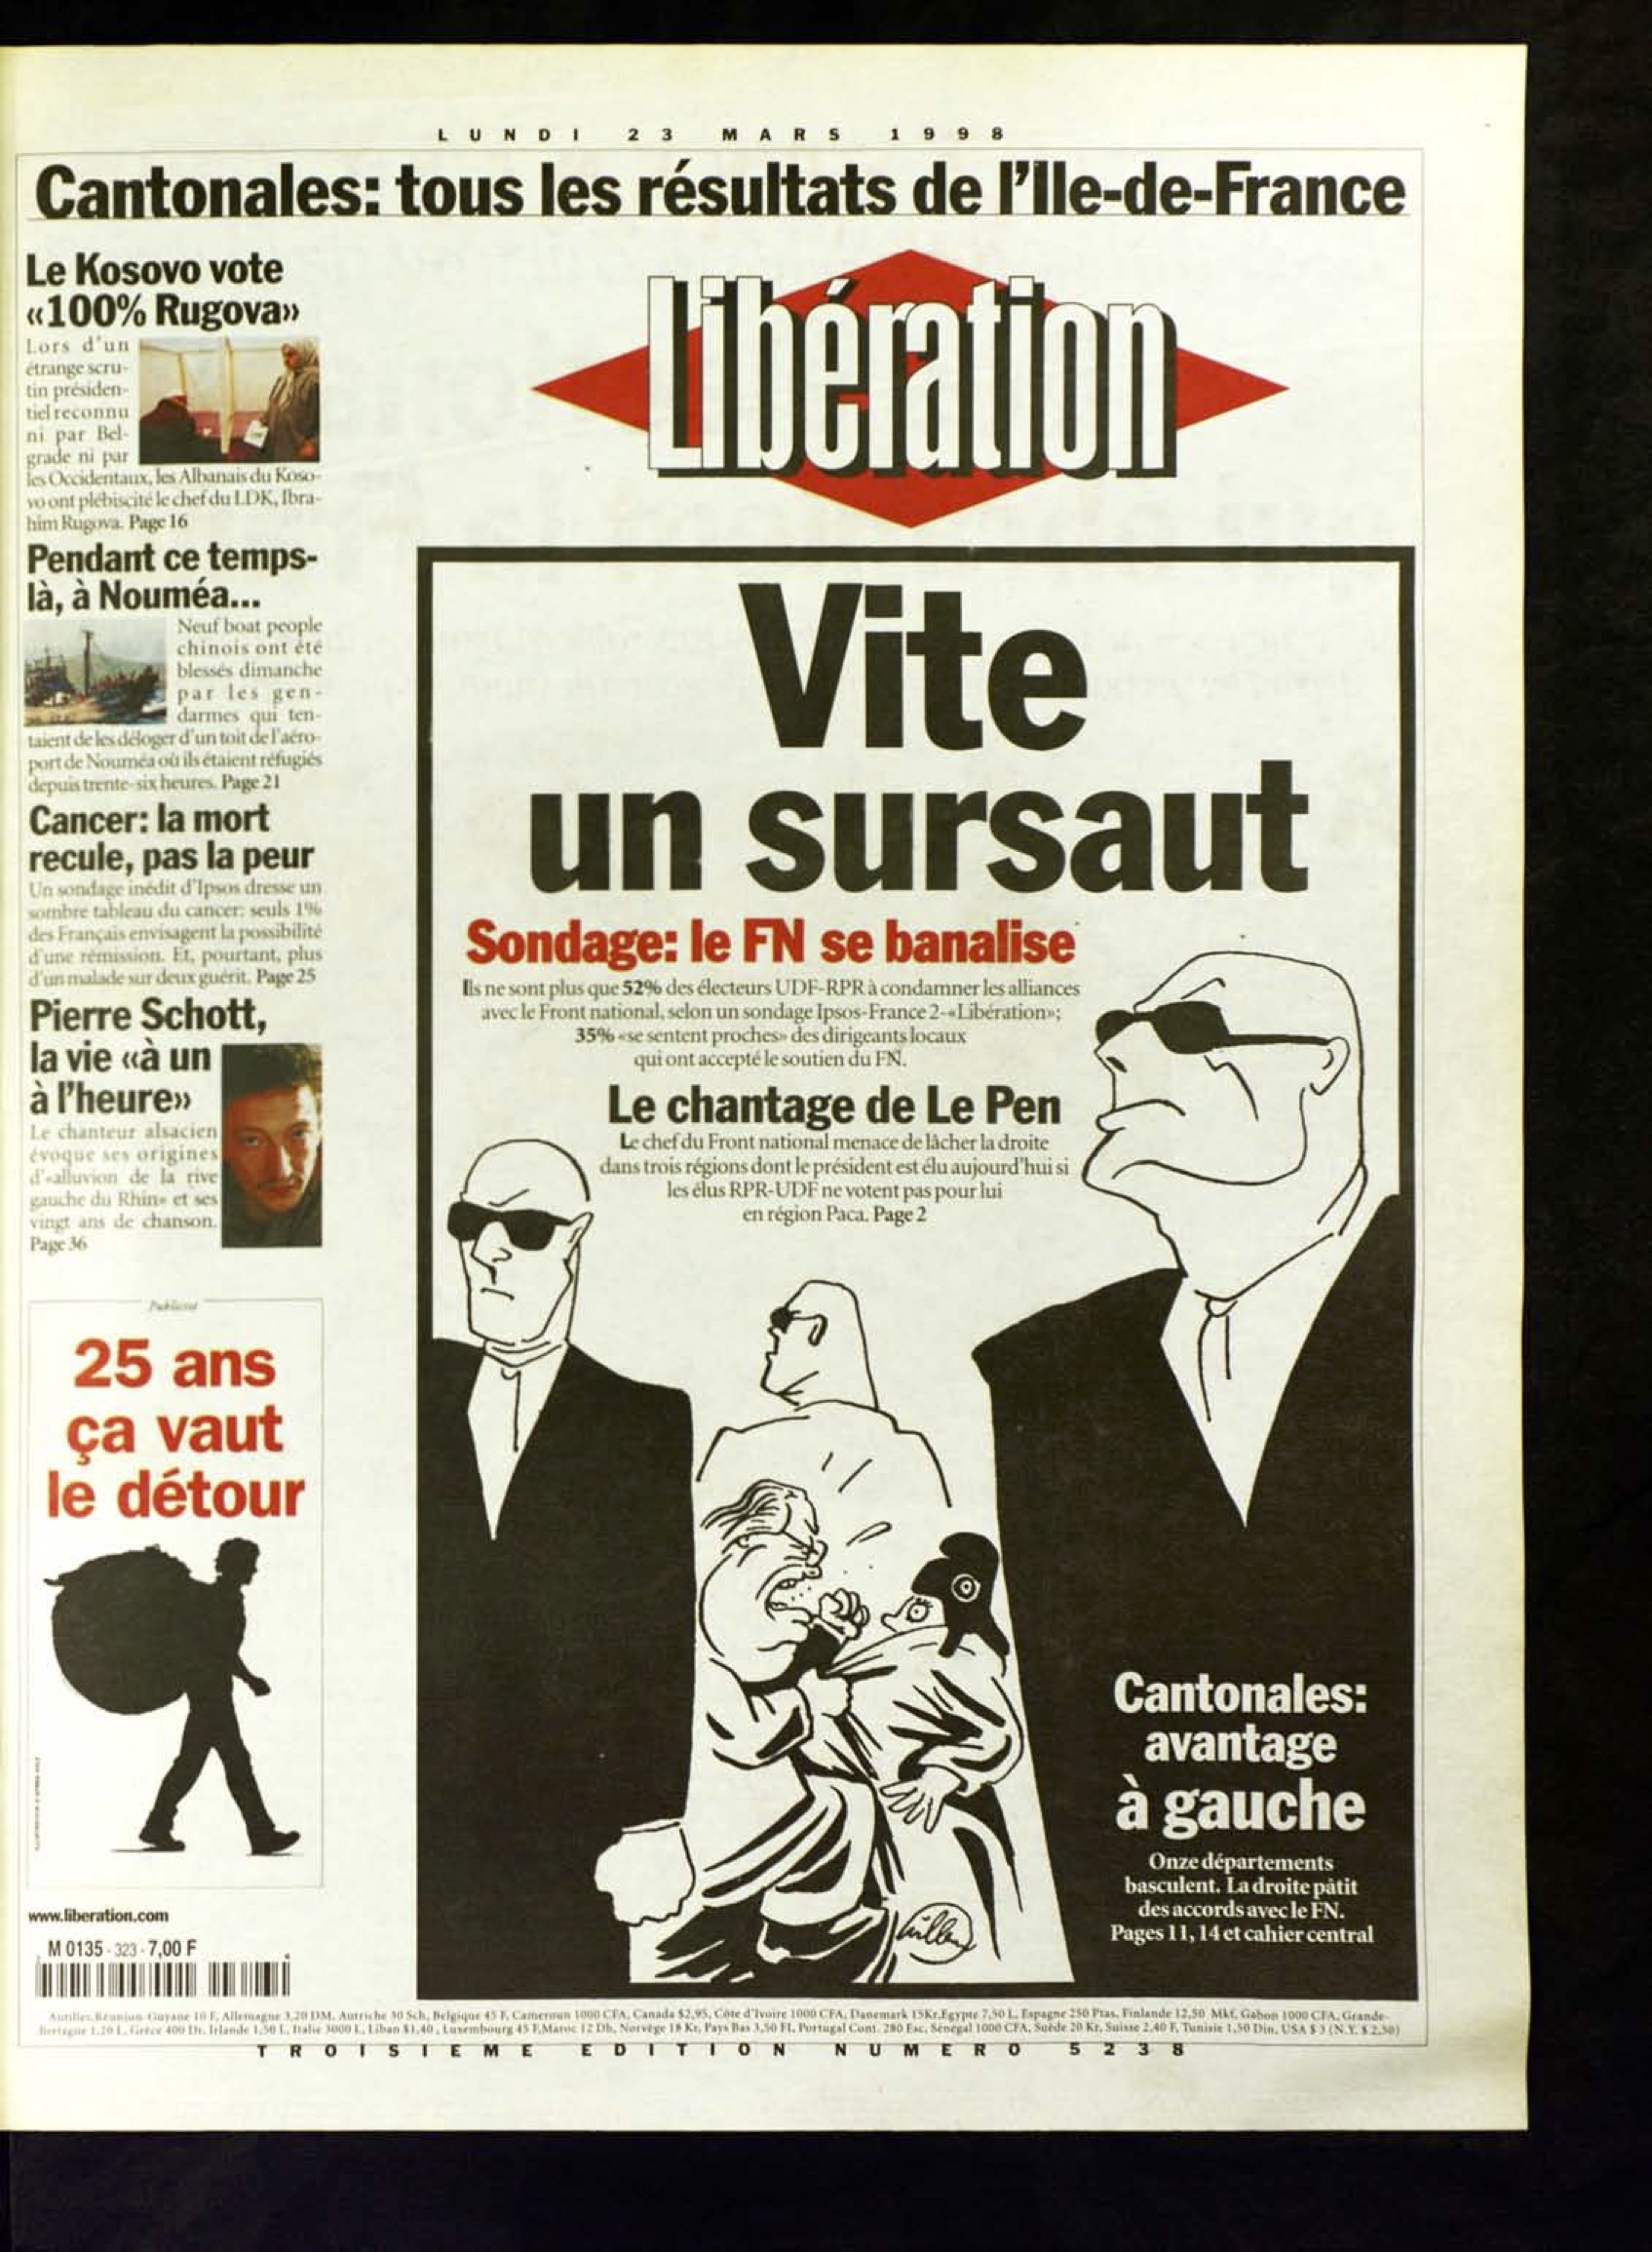 LUNDI 23 MARS 1998
Cantonales: tous les résultats de l'Ile-de-France
Le Kosovo vote
«100% Rugova»
Lors d'un
étrange scru-
tin présiden-
tiel reconnu
ni par Bel-
grade ni par
les Occidentaux, les Albanais du Koso-
vo ont plébiscité le chef du LDK, Ibra-
him Rugova. Page 16
Pendant ce temps-
là, à Nouméa...
Neuf boat people
chinois ont été
blessés dimanche
par les gen-
darmes qui ten-
taient de les déloger d'un toit de l'aéro-
port de Nouméa où ils étaient réfugiés
depuis trente-six heures. Page 21
Cancer: la mort
recule, pas la peur
Un sondage inédit d'Ipsos dresse un
sombre tableau du cancer: seuls 1%
des Français envisagent la possibilité
d'une rémission. Et, pourtant, plus
d'un malade sur deux guérit. Page 25
Pierre Schott,
la vie «à un
à l'heure»
Le chanteur alsacien
évoque ses origines
d'«alluvion de la rive
gauche du Rhin» et ses
vingt ans de chanson.
Page 36
Publicité
25 ans
ça vaut
le détour
www.liberation.com
M 0135 - 323 - 7,00 F
Libération
Vite
un sursaut
Sondage: le FN se banalise
Ils ne sont plus que 52% des électeurs UDF-RPR à condamner les alliances
avec le Front national, selon un sondage Ipsos-France 2-«Libération»;
35% «se sentent proches» des dirigeants locaux
qui ont accepté le soutien du FN.
Le chantage de Le Pen
Le chef du Front national menace de lâcher la droite
dans trois régions dont le président est élu aujourd'hui si
les élus RPR-UDF ne votent pas pour lui
en région Paca. Page 2
Cantonales:
avantage
à gauche
Onze départements
basculent. La droite pâtit
des accords avec le FN.
Pages 11, 14 et cahier central
Willem
Antilles, Réunion-Guyane 10 F, Allemagne 3,20 DM, Autriche 30 Sch, Belgique 45 F, Cameroun 1000 CFA, Canada $2,95, Côte d'Ivoire 1000 CFA, Danemark 15Kr, Egypte 7,50 L, Espagne 250 Ptas, Finlande 12,50 Mkf, Gabon 1000 CFA, Grande-
Bretagne 1,20 L, Grèce 400 Dr, Irlande 1,50 L, Italie 3000 L, Liban $1,40, Luxembourg 45 F, Maroc 12 Dh, Norvège 18 Kr, Pays Bas 3,50 Fl, Portugal Cont. 280 Esc, Sénégal 1000 CFA, Suède 20 Kr, Suisse 2,40 F, Tunisie 1,50 Din, USA $ 3 (N.Y. $ 2,50)
TROISIEME EDITION NUMERO 5238